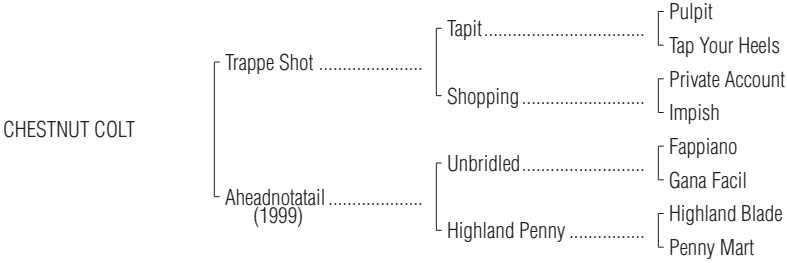 Pulpit
Tapit..................................
Tap Your Heels
Trappe Shot ......................
Private Account
Shopping..........................
Impish
CHESTNUT COLT
Fappiano
Unbridled..........................
Gana Facil
Aheadnotatail ....................
(1999)
Highland Blade
Highland Penny ................
Penny Mart